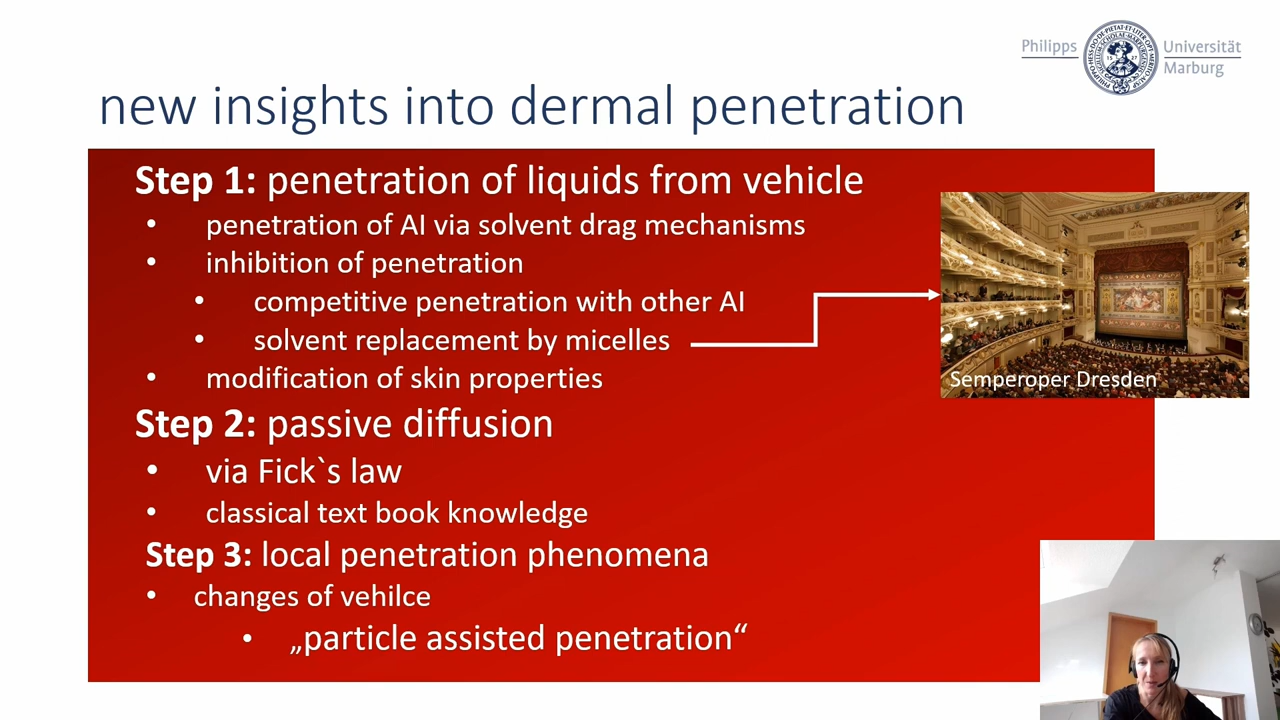 Philipps
Universität
Marburg
new insights into dermal penetration
Step 1: penetration of liquids from vehicle
• penetration of AI via solvent drag mechanisms
• inhibition of penetration
• competitive penetration with other AI
• solvent replacement by micelles
• modification of skin properties
Semperoper Dresden
Step 2: passive diffusion
• via Fick`s law
• classical text book knowledge
Step 3: local penetration phenomena
• changes of vehilce
• „particle assisted penetration“